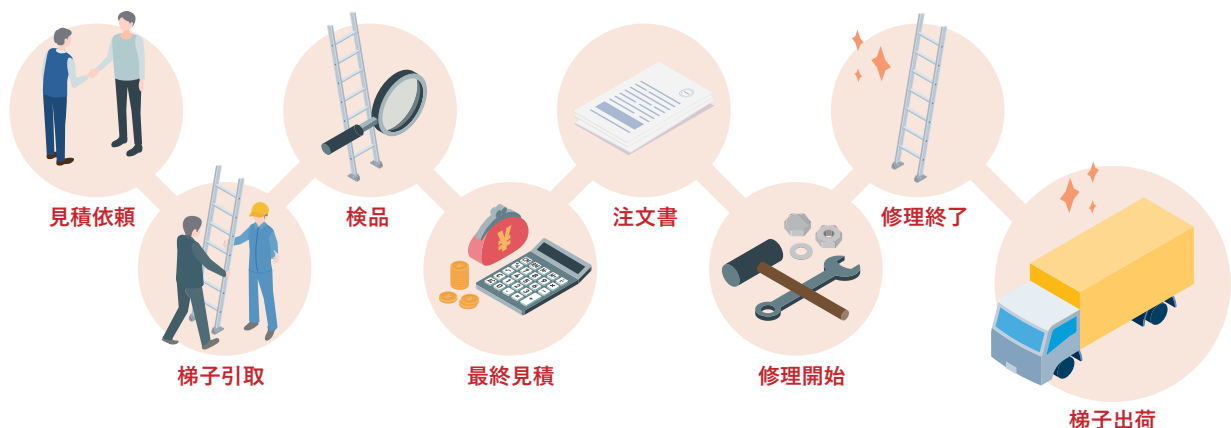 見積依頼
梯子引取
検品
最終見積
注文書
修理開始
修理終了
梯子出荷